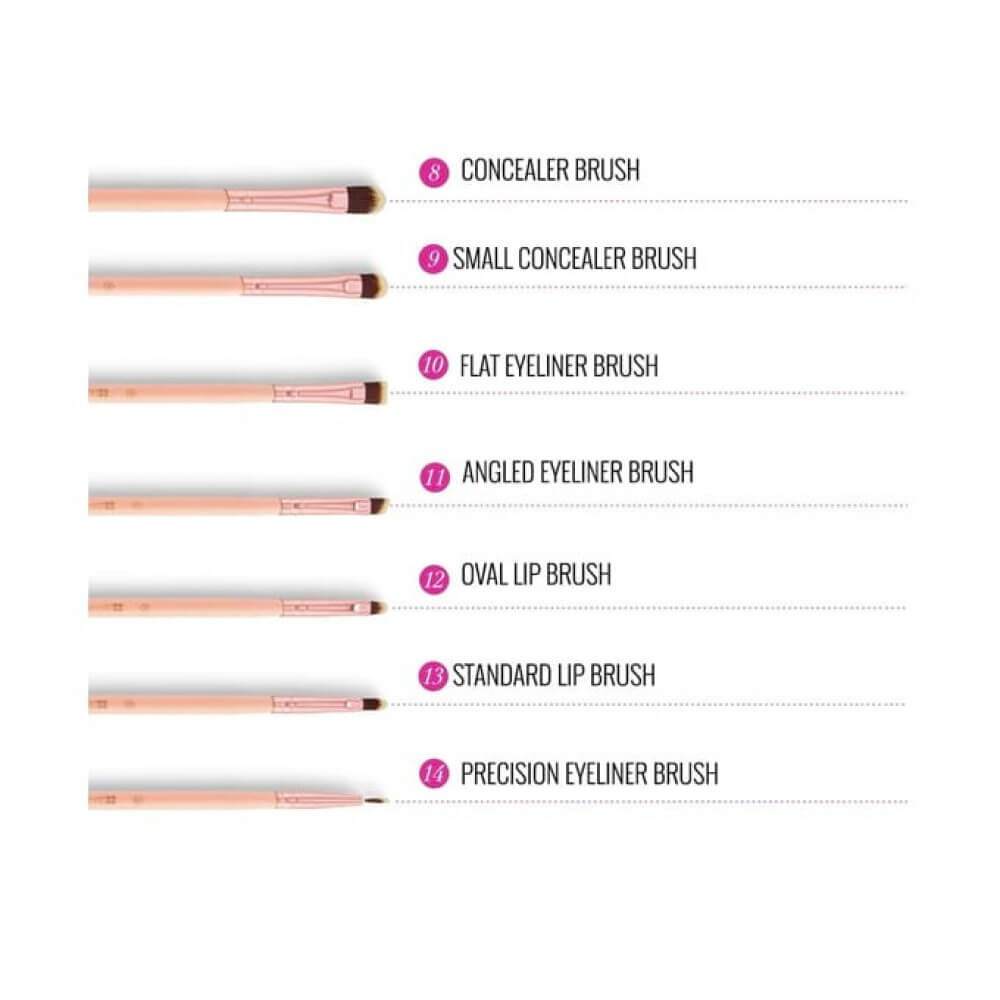 8 CONCEALER BRUSH
9 SMALL CONCEALER BRUSH
10 FLAT EYELINER BRUSH
11 ANGLED EYELINER BRUSH
12 OVAL LIP BRUSH
13 STANDARD LIP BRUSH
14 PRECISION EYELINER BRUSH